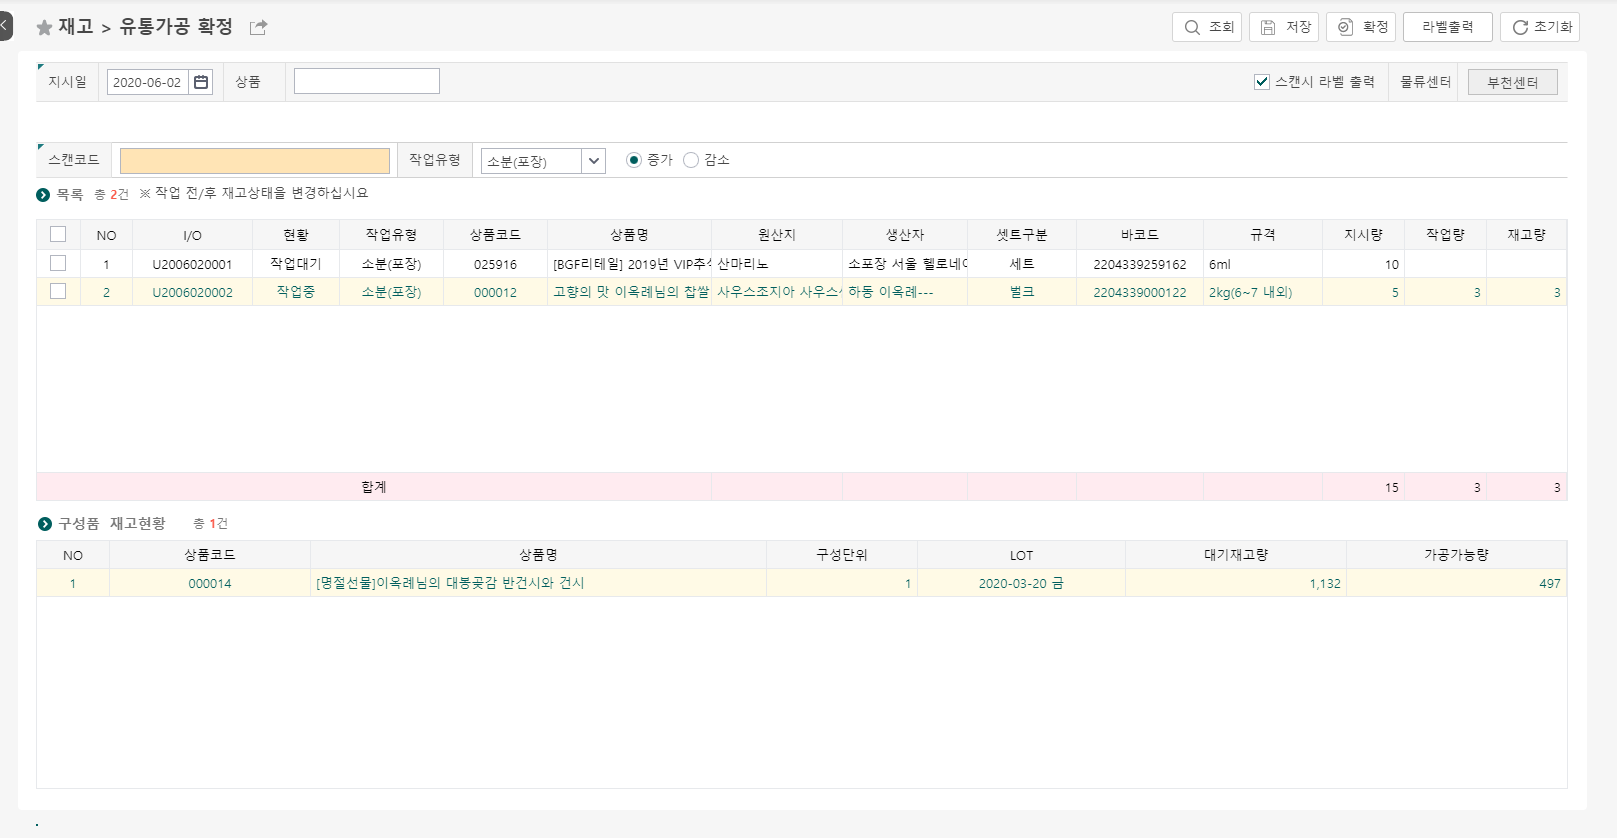 재고 > 유통가공 확정
조회 저장 확정 라벨출력 초기화
지시일 2020-06-02 상품 스캔시 라벨 출력 물류센터 부천센터
스캔코드 작업유형 소분(포장) 증가 감소
목록 총 2건 ※ 작업 전/후 재고상태를 변경하십시요
NO I/O 현황 작업유형 상품코드 상품명 원산지 생산자 셋트구분 바코드 규격 지시량 작업량 재고량
1 U2006020001 작업대기 소분(포장) 025916 [BGF리테일] 2019년 VIP추석 산마리노 소포장 서울 헬로네이 세트 2204339259162 6ml 10
2 U2006020002 작업중 소분(포장) 000012 고향의 맛 이옥례님의 찹쌀 사우스조지아 사우스 하동 이옥례--- 벌크 2204339000122 2kg(6~7 내외) 5 3 3
합계 15 3 3
구성품 재고현황 총 1건
NO 상품코드 상품명 구성단위 LOT 대기재고량 가공가능량
1 000014 [명절선물]이옥례님의 대봉곶감 반건시와 건시 1 2020-03-20 금 1,132 497